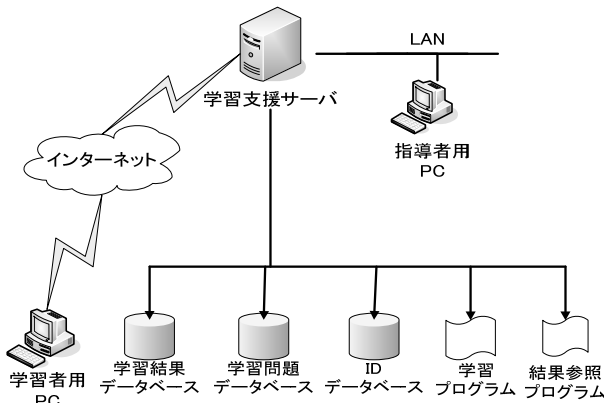 LAN
学習支援サーバ
指導者用
PC
インターネット
学習者用
PC
学習結果
データベース
学習問題
データベース
ID
データベース
学習
プログラム
結果参照
プログラム